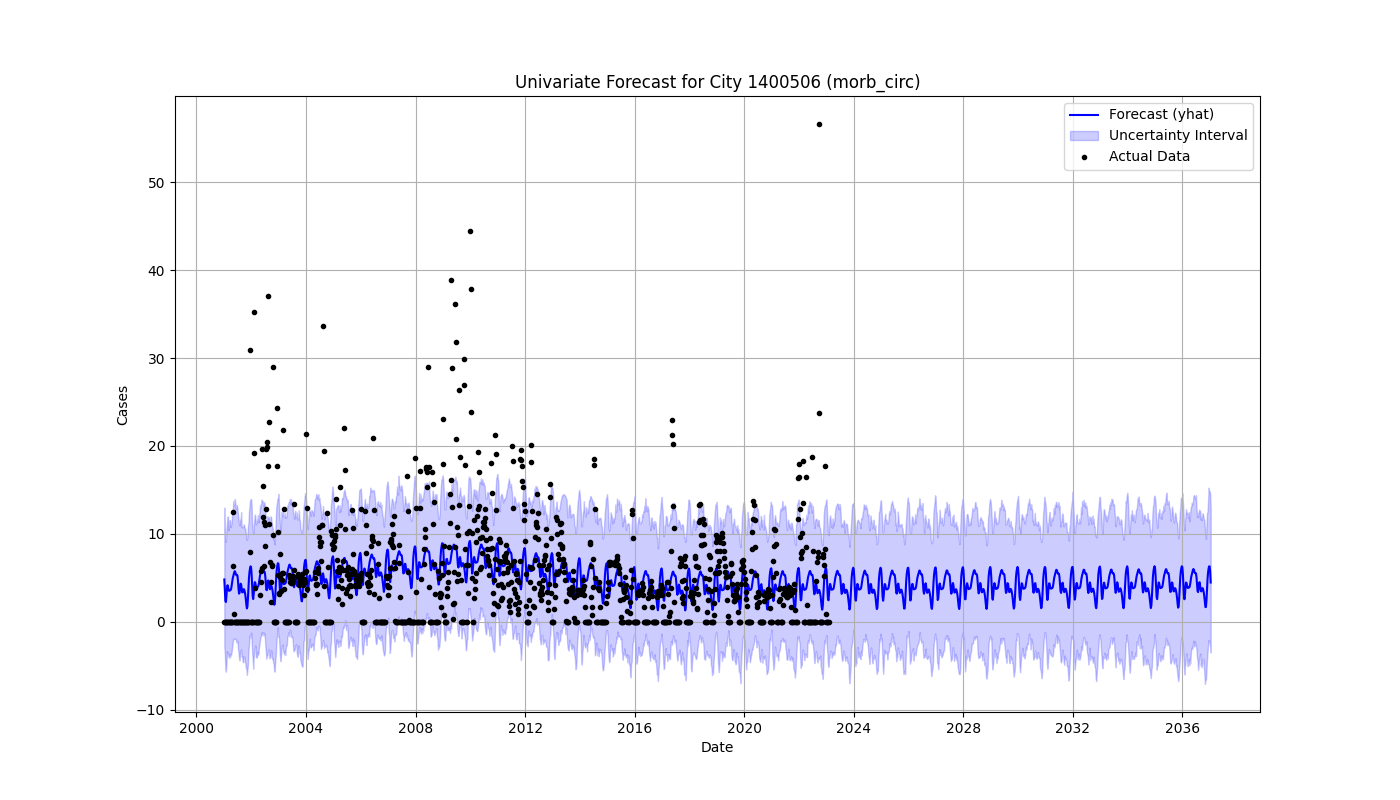 Univariate Forecast for City 1400506 (morb_circ)
Forecast (yhat)
Uncertainty Interval
Actual Data
Cases
50
40
30
20
10
0
−10
2000 2004 2008 2012 2016 2020 2024 2028 2032 2036
Date